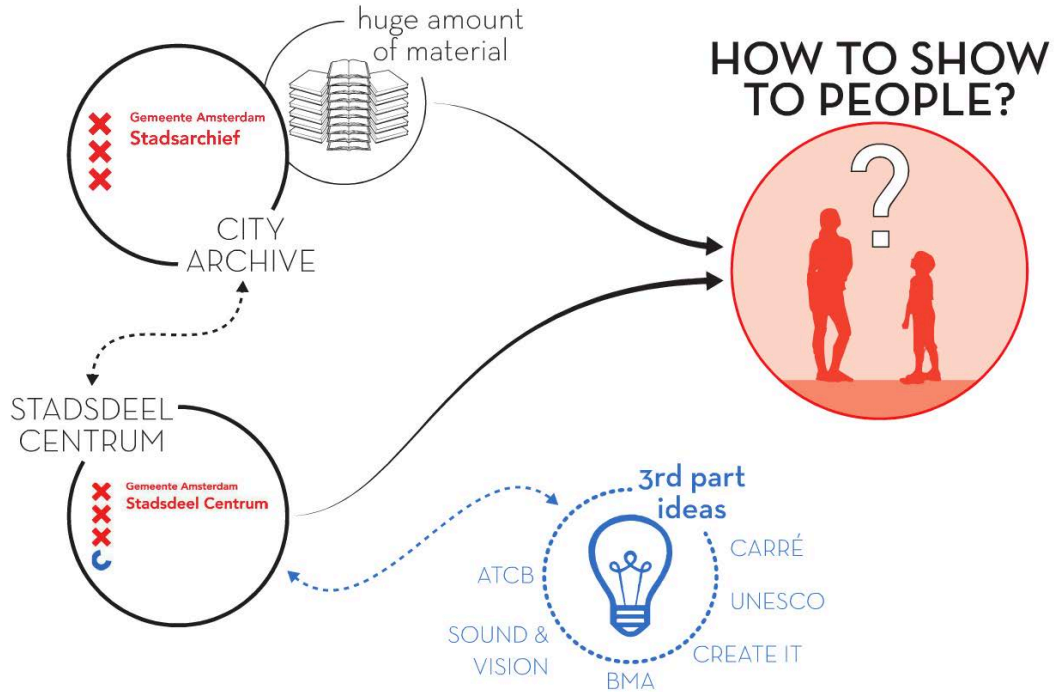 huge amount
of material
HOW TO SHOW
TO PEOPLE?
?
Gemeente Amsterdam
Stadsarchief
CITY
ARCHIVE
STADSDEEL
CENTRUM
Gemeente Amsterdam
Stadsdeel Centrum
3rd part
ideas
CARRÉ
ATCB
UNESCO
SOUND &
VISION
CREATE IT
BMA